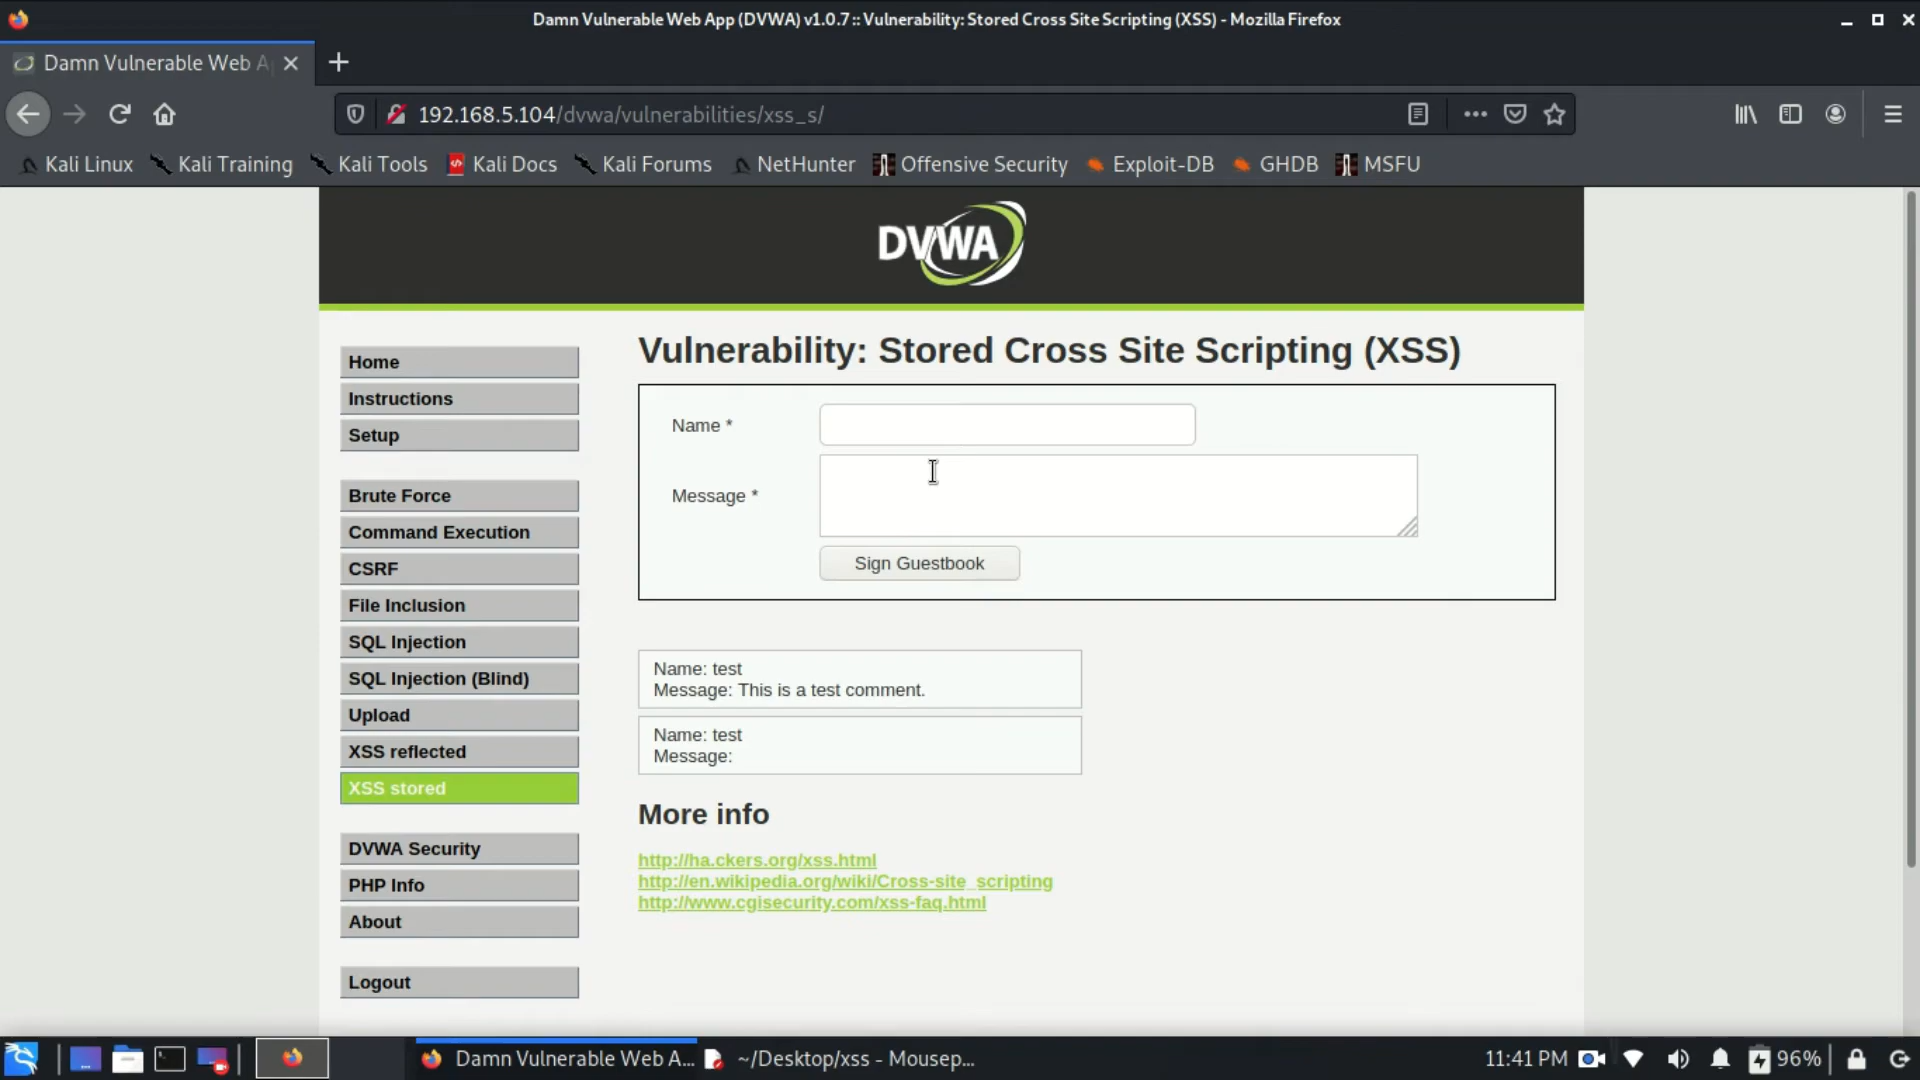 Damn Vulnerable Web App (DVWA) v1.0.7 :: Vulnerability: Stored Cross Site Scripting (XSS) - Mozilla Firefox
Damn Vulnerable Web A
192.168.5.104/dvwa/vulnerabilities/xss_s/
Kali Linux Kali Training Kali Tools Kali Docs Kali Forums NetHunter Offensive Security Exploit-DB GHDB MSFU
DVWA
Home
Instructions
Setup
Brute Force
Command Execution
CSRF
File Inclusion
SQL Injection
SQL Injection (Blind)
Upload
XSS reflected
XSS stored
DVWA Security
PHP Info
About
Logout
Vulnerability: Stored Cross Site Scripting (XSS)
Name *
Message *
Sign Guestbook
Name: test
Message: This is a test comment.
Name: test
Message:
More info
http://ha.ckers.org/xss.html
http://en.wikipedia.org/wiki/Cross-site_scripting
http://www.cgisecurity.com/xss-faq.html
Damn Vulnerable Web A... ~/Desktop/xss - Mousep... 11:41 PM 96%